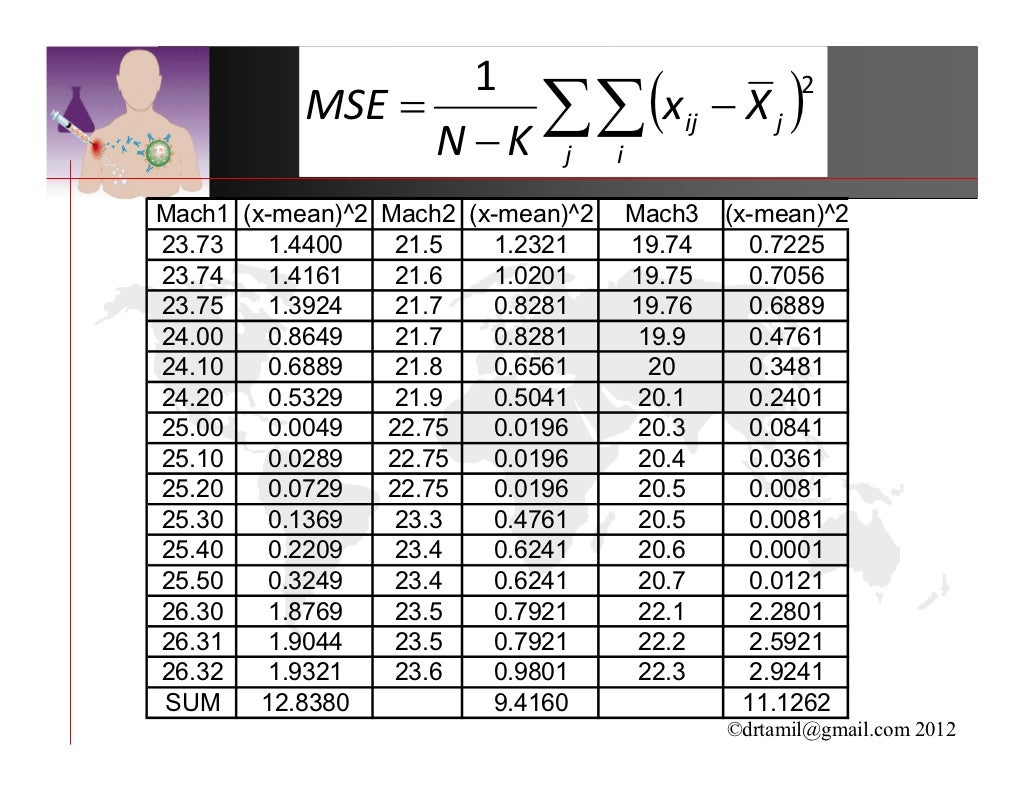 MSE = 1 / (N − K) ∑j ∑i (xij − X̄j)²
Mach1 (x-mean)^2 Mach2 (x-mean)^2 Mach3 (x-mean)^2
23.73 1.4400 21.5 1.2321 19.74 0.7225
23.74 1.4161 21.6 1.0201 19.75 0.7056
23.75 1.3924 21.7 0.8281 19.76 0.6889
24.00 0.8649 21.7 0.8281 19.9 0.4761
24.10 0.6889 21.8 0.6561 20 0.3481
24.20 0.5329 21.9 0.5041 20.1 0.2401
25.00 0.0049 22.75 0.0196 20.3 0.0841
25.10 0.0289 22.75 0.0196 20.4 0.0361
25.20 0.0729 22.75 0.0196 20.5 0.0081
25.30 0.1369 23.3 0.4761 20.5 0.0081
25.40 0.2209 23.4 0.6241 20.6 0.0001
25.50 0.3249 23.4 0.6241 20.7 0.0121
26.30 1.8769 23.5 0.7921 22.1 2.2801
26.31 1.9044 23.5 0.7921 22.2 2.5921
26.32 1.9321 23.6 0.9801 22.3 2.9241
SUM 12.8380 9.4160 11.1262
©drtamil@gmail.com 2012